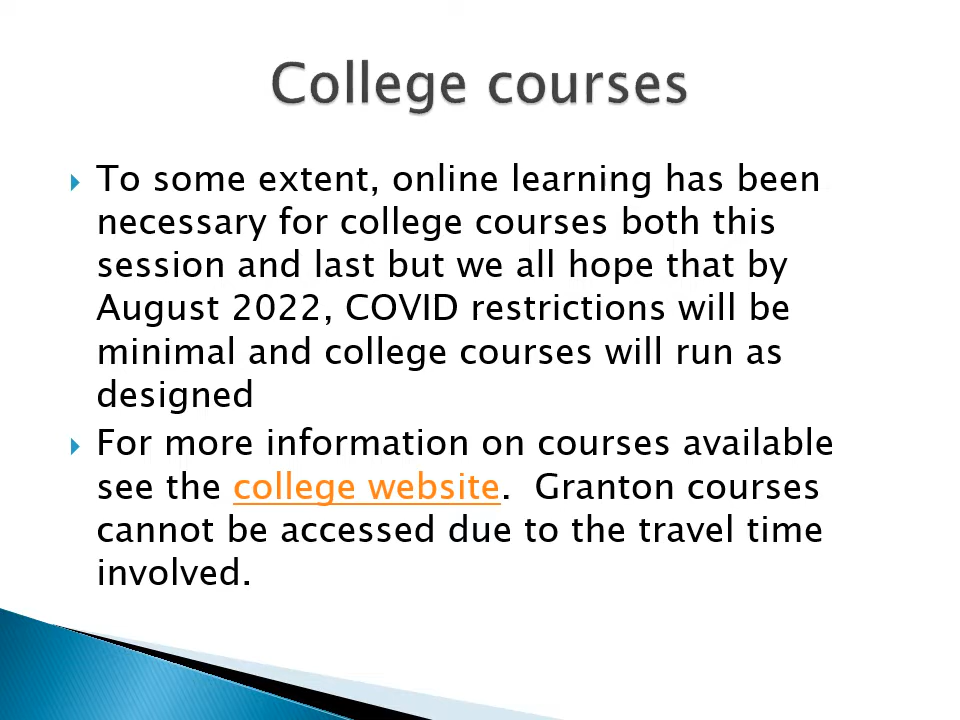 College courses
To some extent, online learning has been
necessary for college courses both this
session and last but we all hope that by
August 2022, COVID restrictions will be
minimal and college courses will run as
designed
For more information on courses available
see the college website.  Granton courses
cannot be accessed due to the travel time
involved.